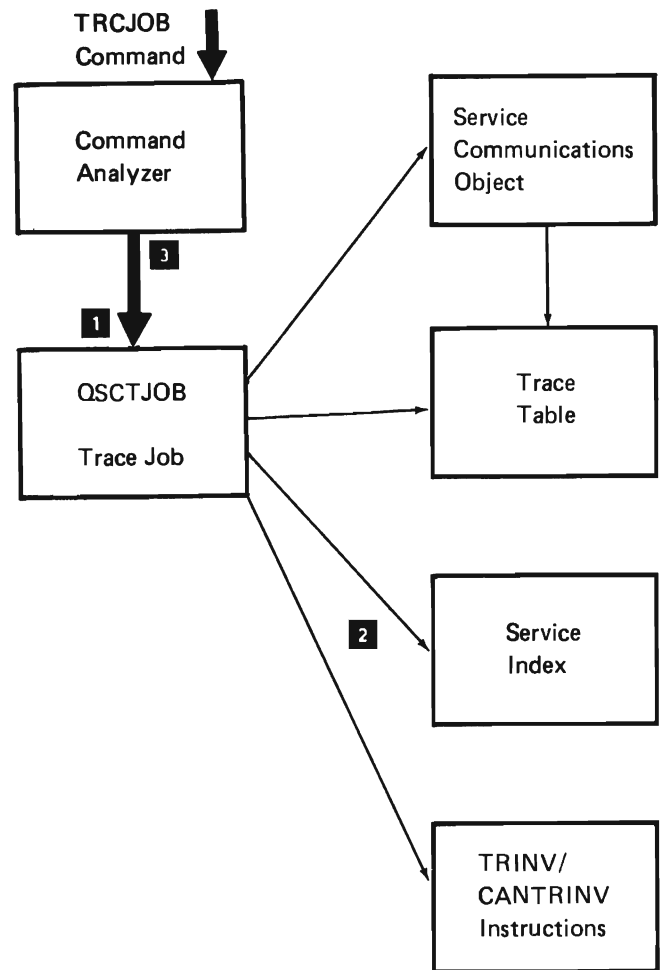 TRCJOB
Command
Command
Analyzer
3
1
QSCTJOB
Trace Job
Service
Communications
Object
Trace
Table
2
Service
Index
TRINV/
CANTRINV
Instructions